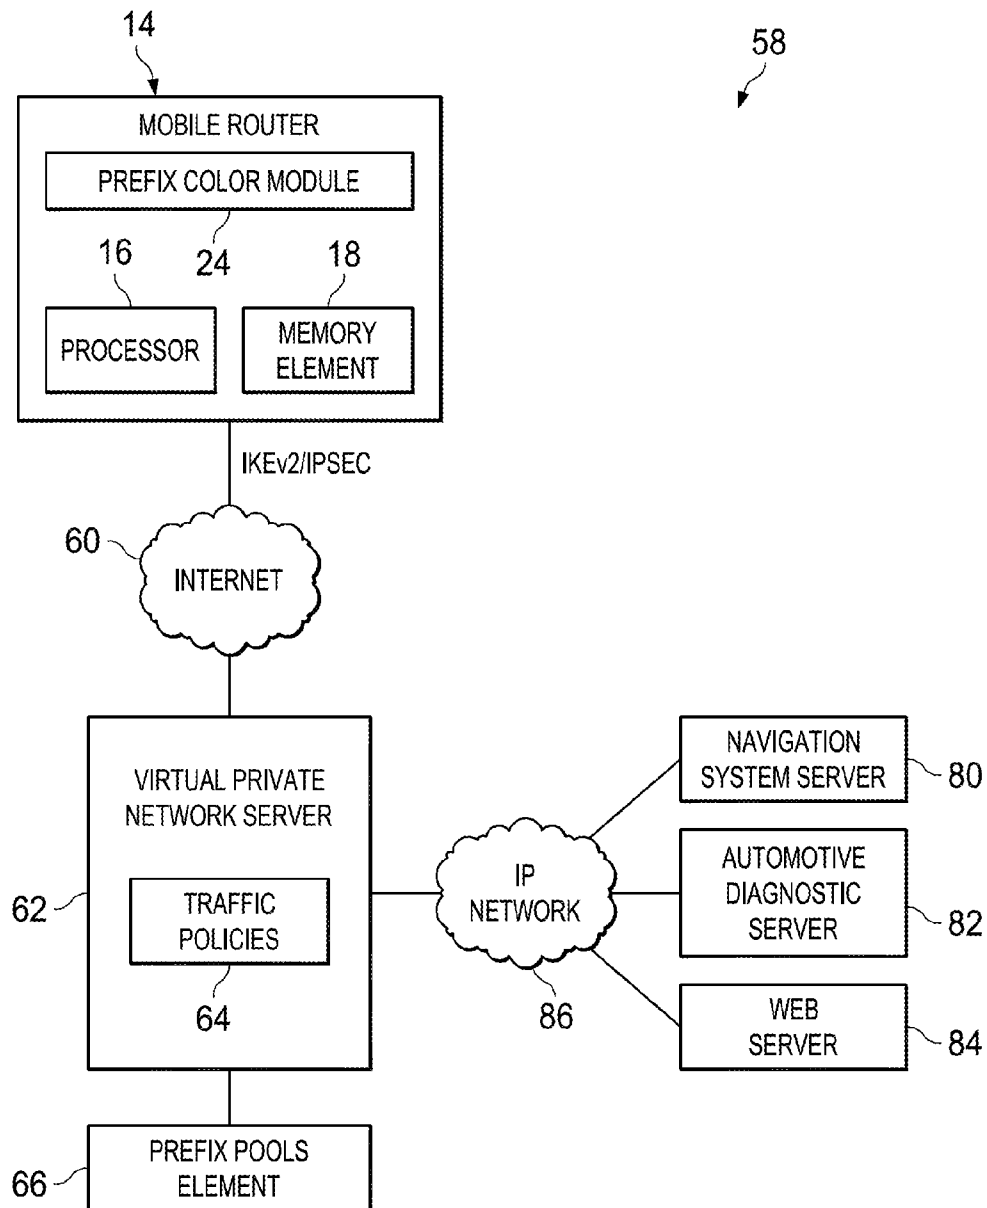 14
58
MOBILE ROUTER
PREFIX COLOR MODULE
24
16
18
PROCESSOR
MEMORY
ELEMENT
IKEv2/IPSEC
60
INTERNET
VIRTUAL PRIVATE
NETWORK SERVER
62
TRAFFIC
POLICIES
64
IP
NETWORK
86
NAVIGATION
SYSTEM SERVER
80
AUTOMOTIVE
DIAGNOSTIC
SERVER
82
WEB
SERVER
84
66
PREFIX POOLS
ELEMENT